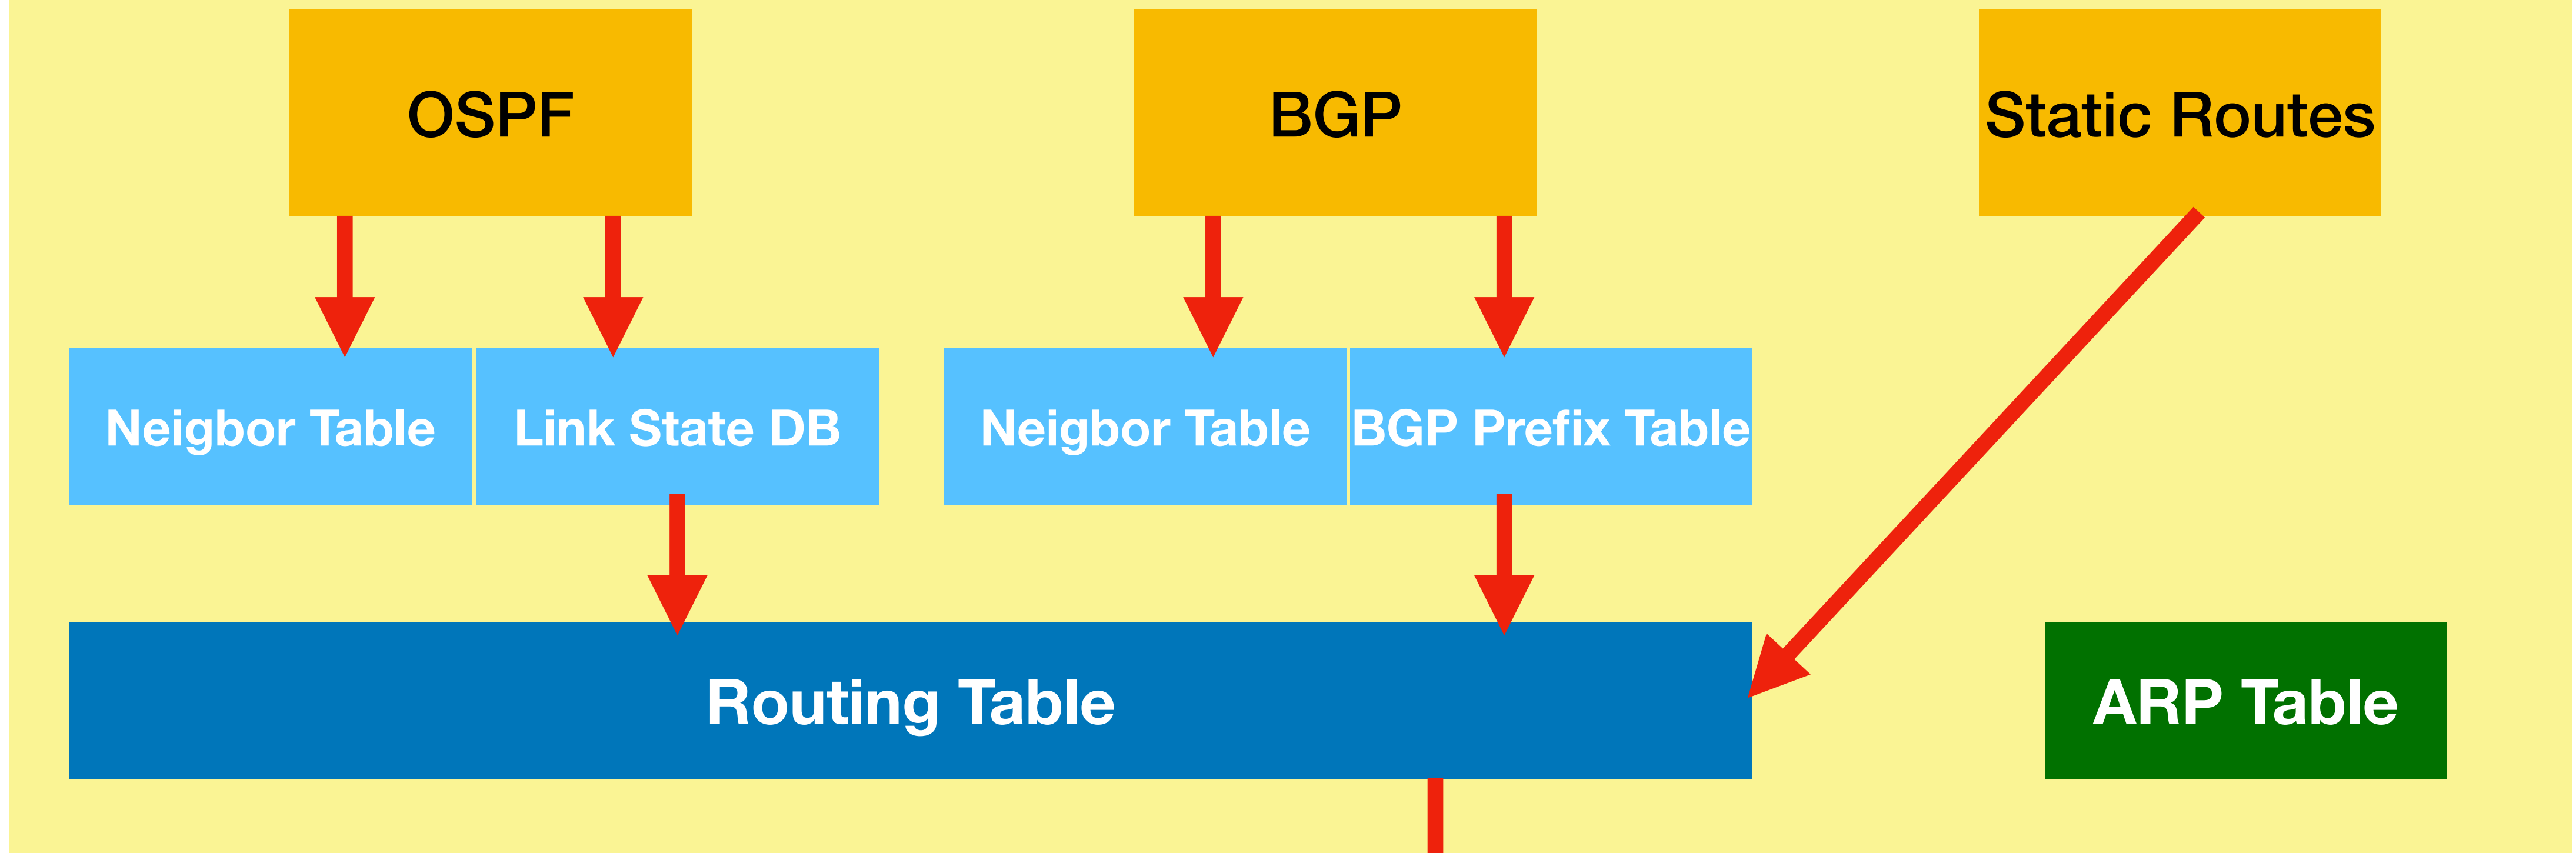 OSPF
BGP
Static Routes
Neigbor Table
Link State DB
Neigbor Table
BGP Prefix Table
Routing Table
ARP Table